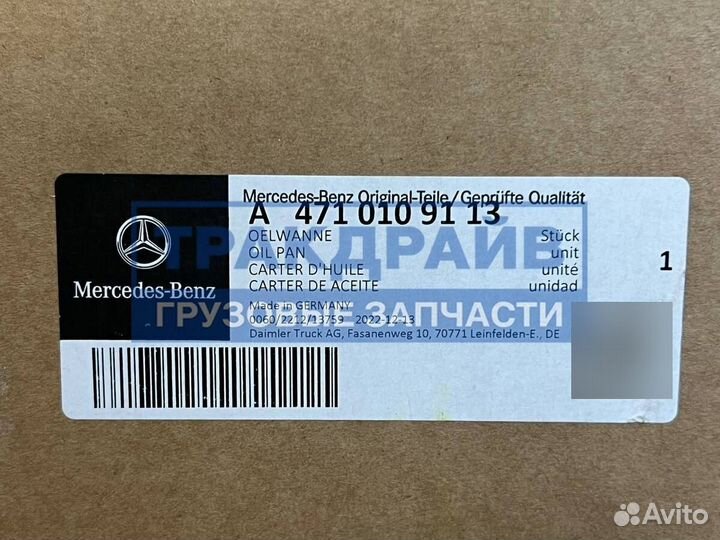 Mercedes-Benz Original-Teile/Geprüfte Qualität
A 471 010 91 13
OELWANNE Stück
OIL PAN unit
CARTER D'HUILE unité
CARTER DE ACEITE unidad
1
Mercedes-Benz
Made in GERMANY
0060/2212/13759 2022-12-13
Daimler Truck AG, Fasanenweg 10, 70771 Leinfelden-E., DE
ТРАКДРАЙВ
ГРУЗОВЫЕ ЗАПЧАСТИ
Avito